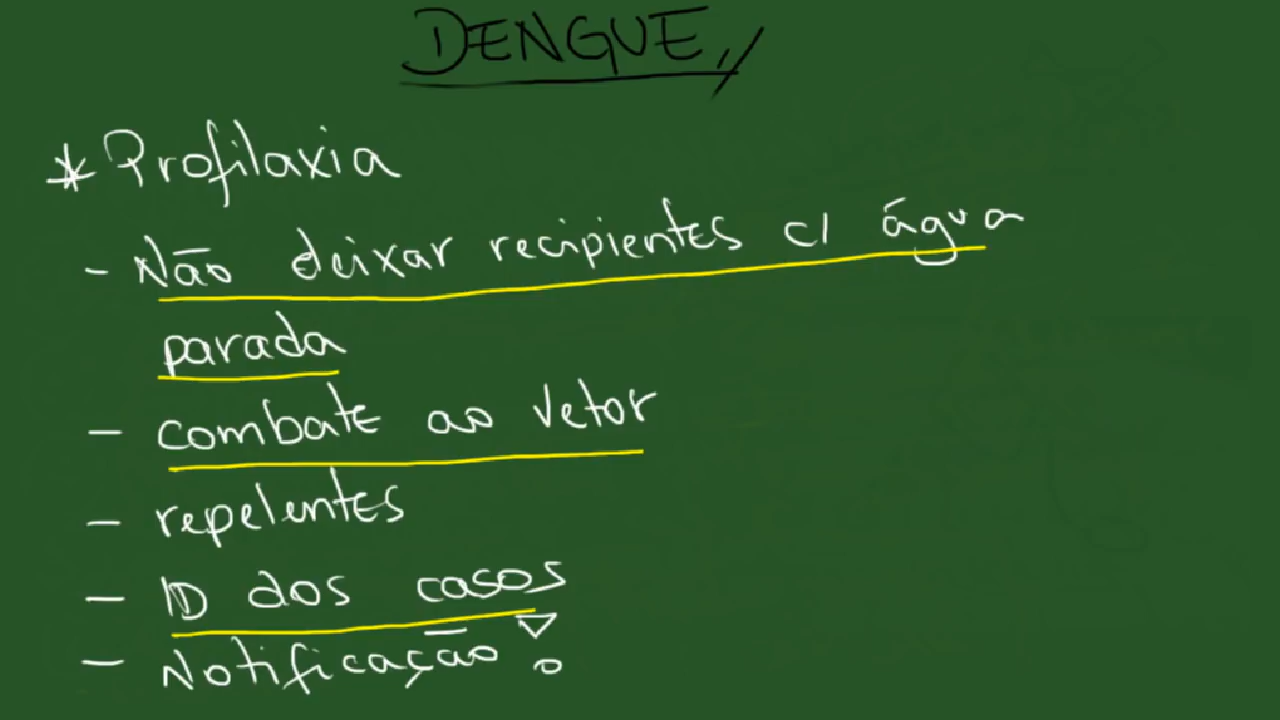 DENGUE,,
* Profilaxia
- Não deixar recipientes c/ água
parada
- combate ao vetor
- repelentes
- ID dos casos
- Notificação !